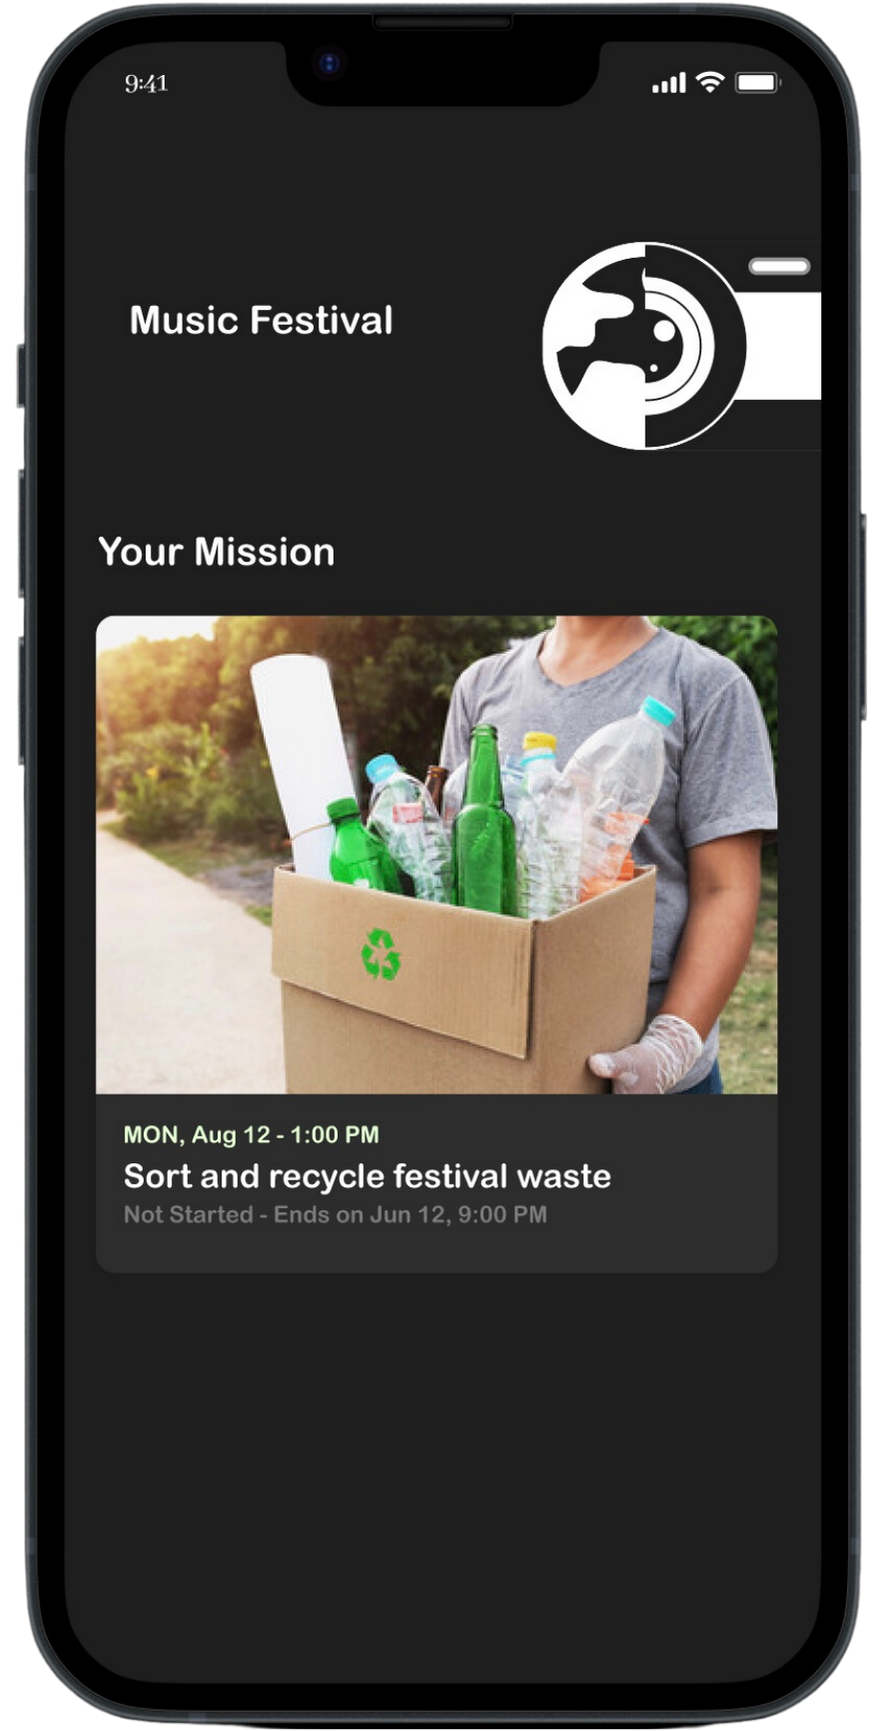 9:41
Music Festival
Your Mission
MON, Aug 12 - 1:00 PM
Sort and recycle festival waste
Not Started - Ends on Jun 12, 9:00 PM